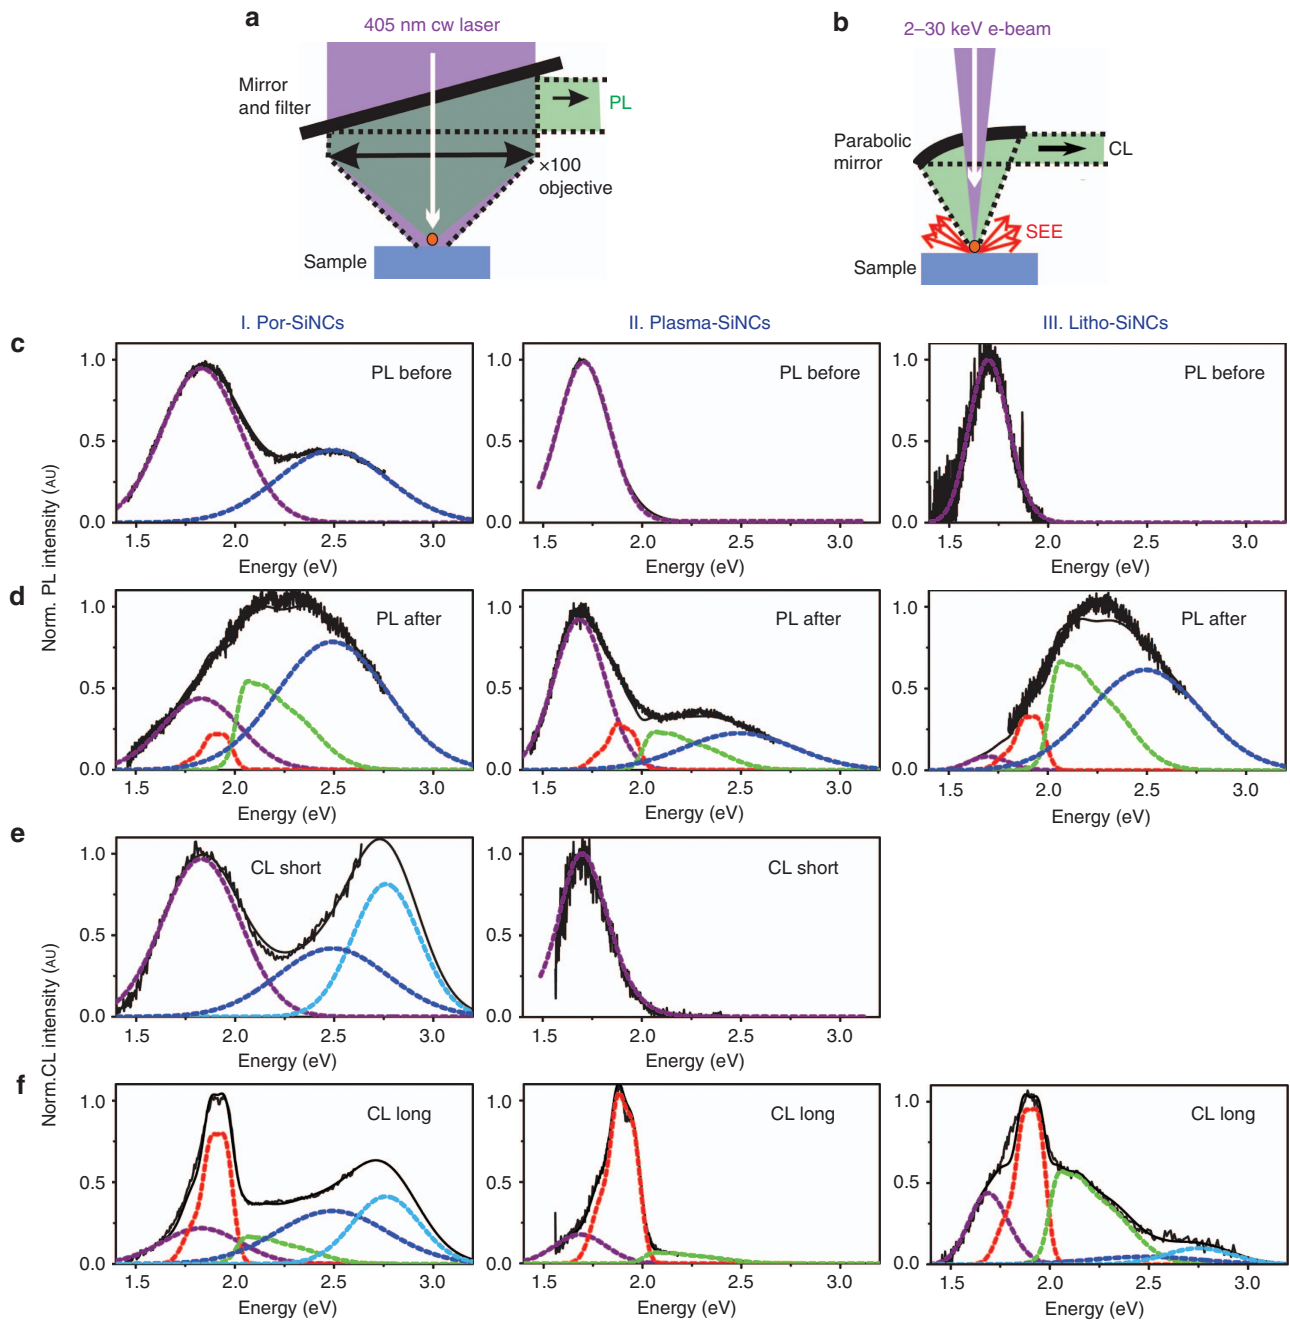 a
405 nm cw laser
Mirror
and filter
PL
×100
objective
Sample
b
2–30 keV e-beam
Parabolic
mirror
CL
SEE
Sample
I. Por-SiNCs
II. Plasma-SiNCs
III. Litho-SiNCs
c
Norm. PL intensity (AU)
1.0
0.5
0.0
PL before
1.5 2.0 2.5 3.0
Energy (eV)
1.0
0.5
0.0
PL before
1.5 2.0 2.5 3.0
Energy (eV)
1.0
0.5
0.0
PL before
1.5 2.0 2.5 3.0
Energy (eV)
d
1.0
0.5
0.0
PL after
1.5 2.0 2.5 3.0
Energy (eV)
1.0
0.5
0.0
PL after
1.5 2.0 2.5 3.0
Energy (eV)
1.0
0.5
0.0
PL after
1.5 2.0 2.5 3.0
Energy (eV)
e
Norm.CL intensity (AU)
1.0
0.5
0.0
CL short
1.5 2.0 2.5 3.0
Energy (eV)
1.0
0.5
0.0
CL short
1.5 2.0 2.5 3.0
Energy (eV)
f
1.0
0.5
0.0
CL long
1.5 2.0 2.5 3.0
Energy (eV)
1.0
0.5
0.0
CL long
1.5 2.0 2.5 3.0
Energy (eV)
1.0
0.5
0.0
CL long
1.5 2.0 2.5 3.0
Energy (eV)